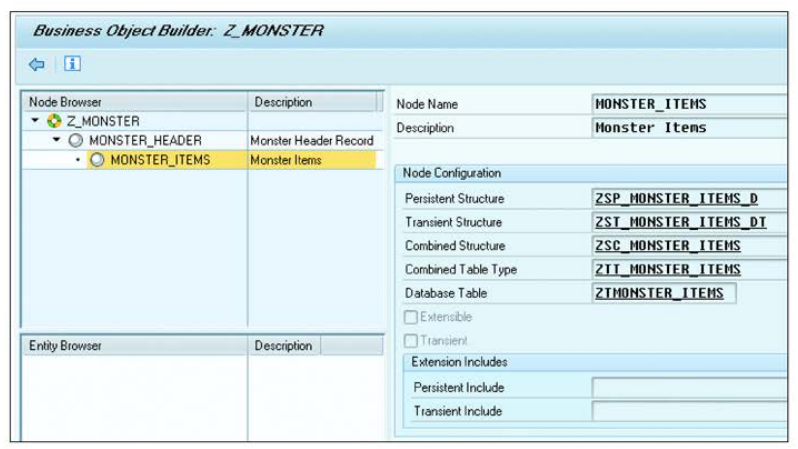 Business Object Builder: Z_MONSTER
Node Browser Description
Z_MONSTER
MONSTER_HEADER Monster Header Record
MONSTER_ITEMS Monster Items
Entity Browser Description
Node Name MONSTER_ITEMS
Description Monster Items
Node Configuration
Persistent Structure ZSP_MONSTER_ITEMS_D
Transient Structure ZST_MONSTER_ITEMS_DT
Combined Structure ZSC_MONSTER_ITEMS
Combined Table Type ZTT_MONSTER_ITEMS
Database Table ZTMONSTER_ITEMS
Extensible
Transient
Extension Includes
Persistent Include
Transient Include